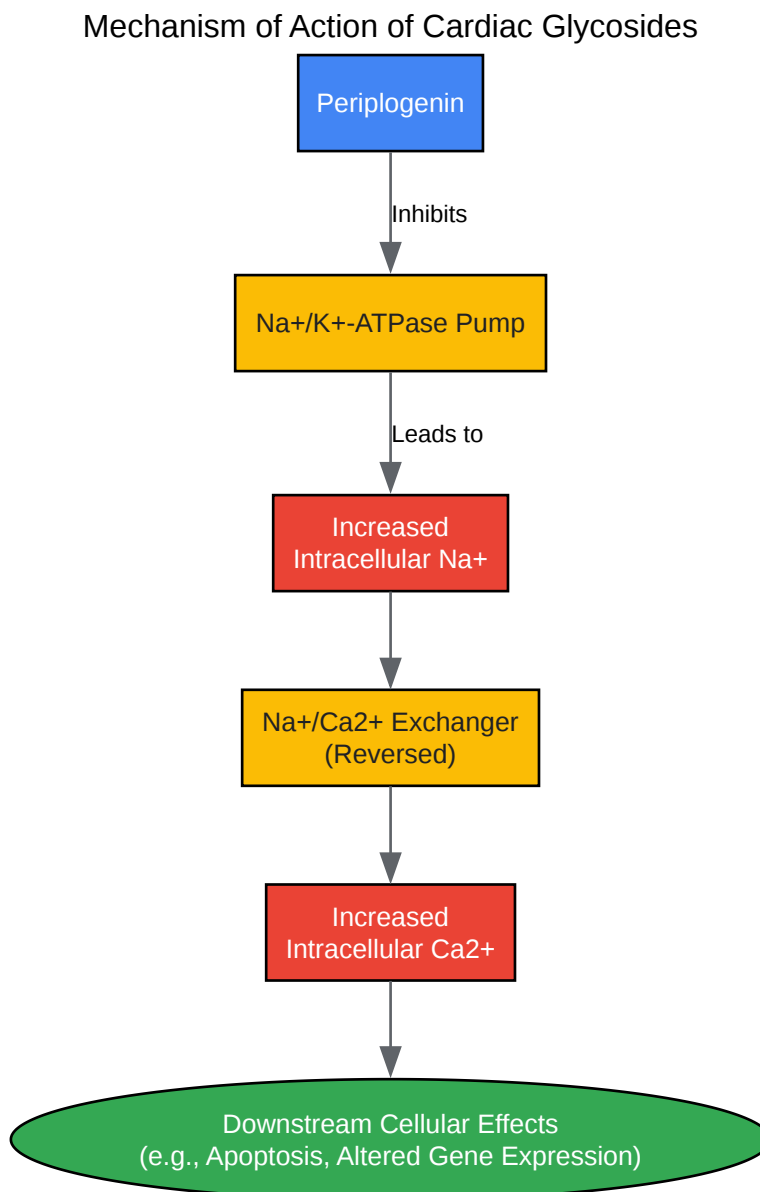 Mechanism of Action of Cardiac Glycosides
Periplogenin
Inhibits
Na+/K+-ATPase Pump
Leads to
Increased
Intracellular Na+
Na+/Ca2+ Exchanger
(Reversed)
Increased
Intracellular Ca2+
Downstream Cellular Effects
(e.g., Apoptosis, Altered Gene Expression)